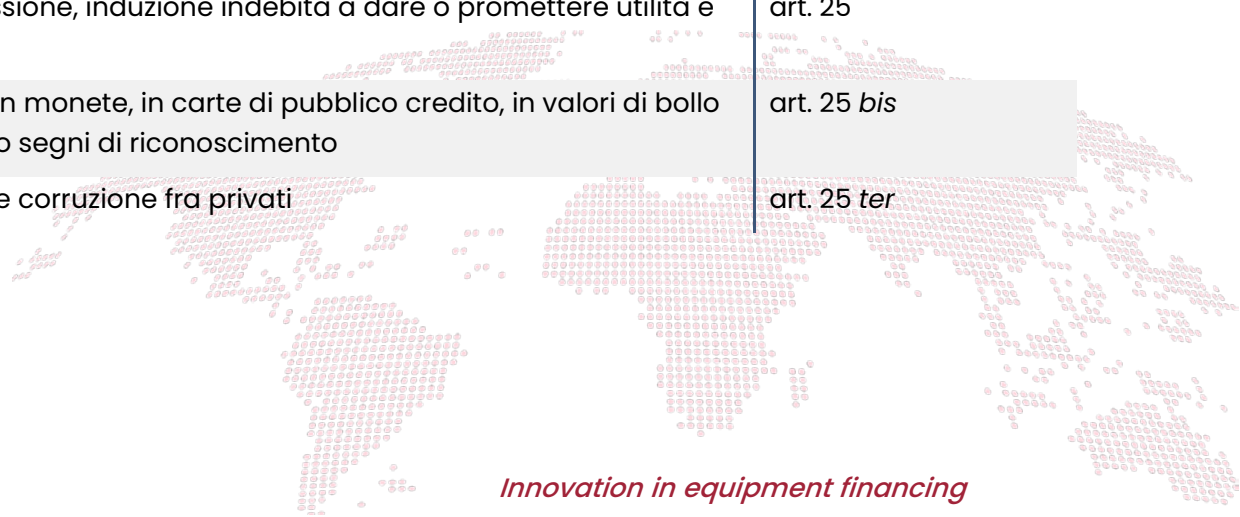 ssione, induzione indebita a dare o promettere utilità e art. 25
n monete, in carte di pubblico credito, in valori di bollo art. 25 bis
o segni di riconoscimento
e corruzione fra privati art. 25 ter
Innovation in equipment financing